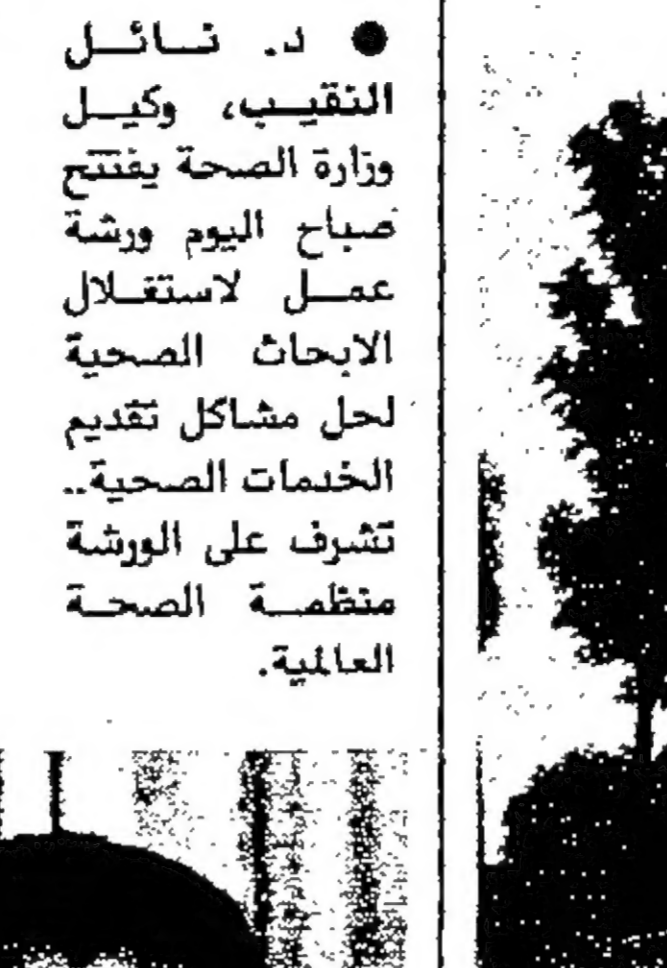 ● د. نائل
النقيب، وكيل
وزارة الصحة يفتتح
صباح اليوم ورشة
عمل لاستغلال
الابحاث الصحية
لحل مشاكل تقديم
الخدمات الصحية..
تشرف على الورشة
منظمة الصحة
العالمية.